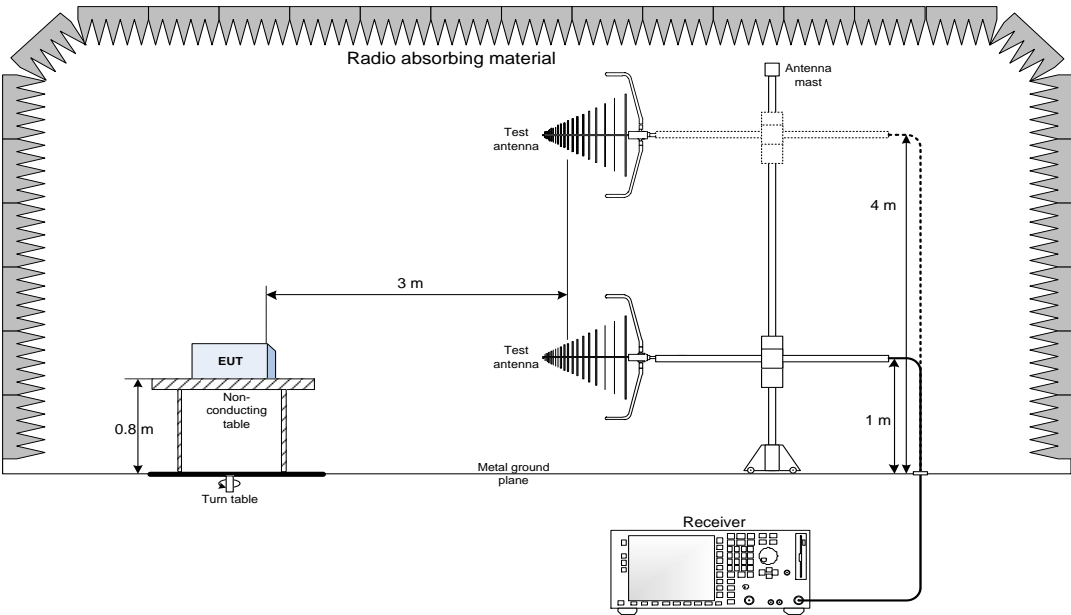 Radio absorbing material
Antenna
mast
Test
antenna
4 m
3 m
EUT
Test
antenna
Non-
conducting
table
0.8 m
1 m
Metal ground
plane
Turn table
Receiver